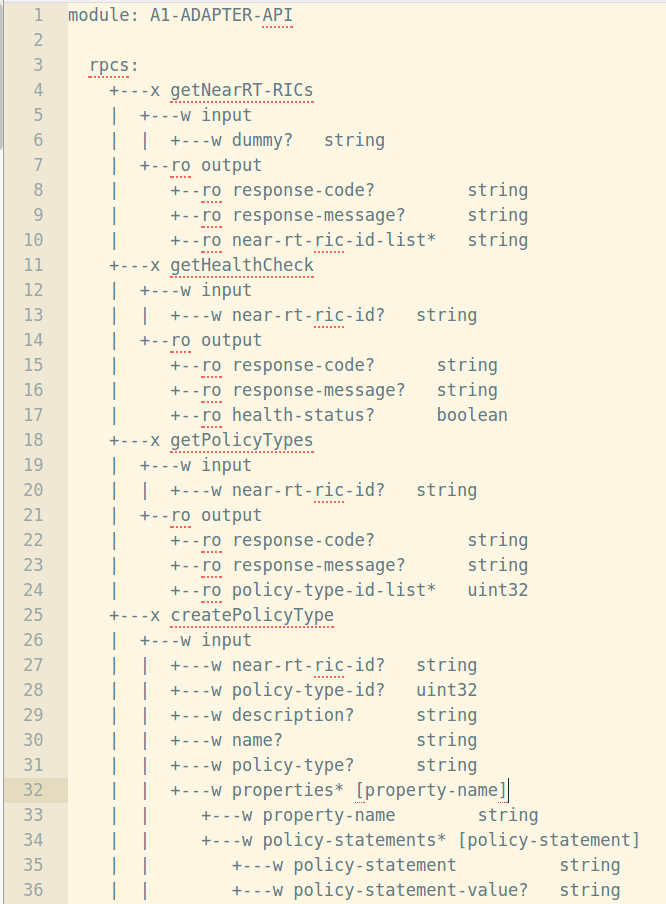 1 module: A1-ADAPTER-API
2
3   rpcs:
4     +---x getNearRT-RICs
5     |  +---w input
6     |  |  +---w dummy?   string
7     |  +--ro output
8     |     +--ro response-code?         string
9     |     +--ro response-message?      string
10     |     +--ro near-rt-ric-id-list*   string
11     +---x getHealthCheck
12     |  +---w input
13     |  |  +---w near-rt-ric-id?   string
14     |  +--ro output
15     |     +--ro response-code?      string
16     |     +--ro response-message?   string
17     |     +--ro health-status?      boolean
18     +---x getPolicyTypes
19     |  +---w input
20     |  |  +---w near-rt-ric-id?   string
21     |  +--ro output
22     |     +--ro response-code?         string
23     |     +--ro response-message?      string
24     |     +--ro policy-type-id-list*   uint32
25     +---x createPolicyType
26     |  +---w input
27     |  |  +---w near-rt-ric-id?   string
28     |  |  +---w policy-type-id?   uint32
29     |  |  +---w description?      string
30     |  |  +---w name?             string
31     |  |  +---w policy-type?      string
32     |  |  +---w properties* [property-name]
33     |  |     +---w property-name        string
34     |  |     +---w policy-statements* [policy-statement]
35     |  |        +---w policy-statement          string
36     |  |        +---w policy-statement-value?   string